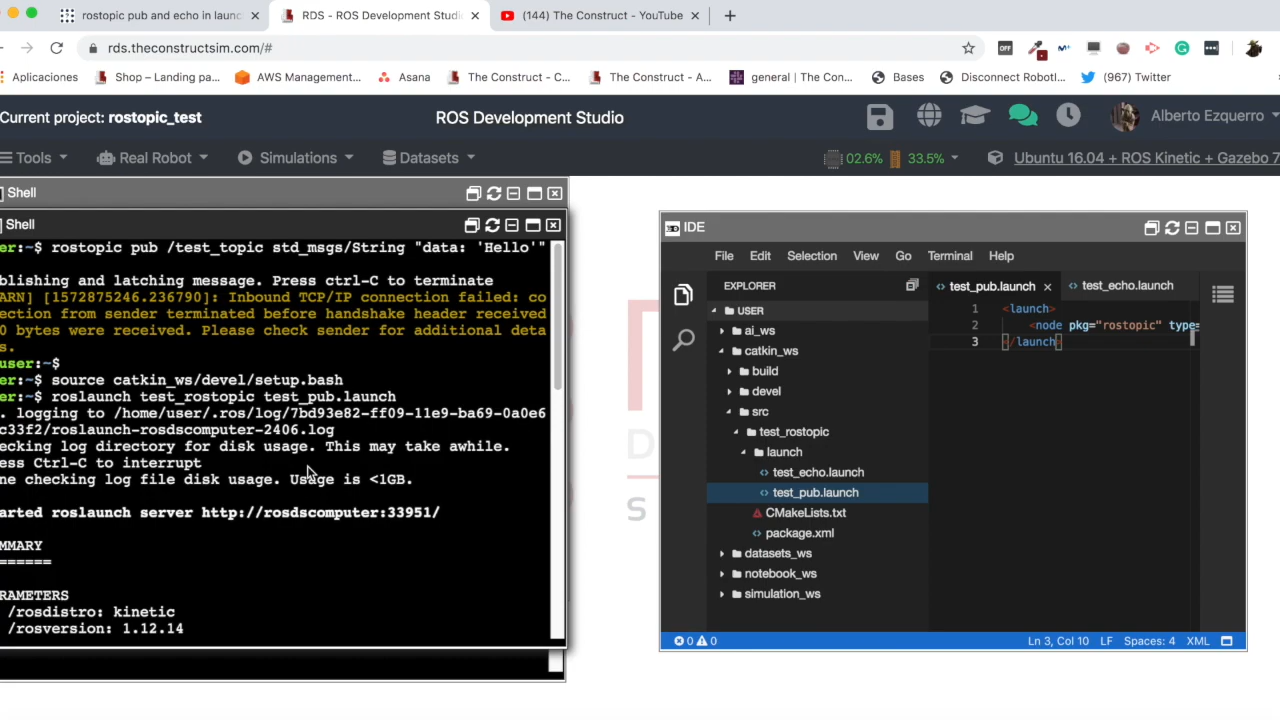 rostopic pub and echo in launc
RDS - ROS Development Studi
(144) The Construct - YouTube
rds.theconstructsim.com/#
OFF
Aplicaciones
Shop – Landing pa...
AWS Management...
Asana
The Construct - C...
The Construct - A...
general | The Con...
Bases
Disconnect RobotI...
(967) Twitter
Current project: rostopic_test
ROS Development Studio
Alberto Ezquerro
Tools
Real Robot
Simulations
Datasets
02.6%
33.5%
Ubuntu 16.04 + ROS Kinetic + Gazebo 7
Shell
Shell
er:~$ rostopic pub /test_topic std_msgs/String "data: 'Hello'"
blishing and latching message. Press ctrl-C to terminate
ARN] [1572875246.236790]: Inbound TCP/IP connection failed: co
ection from sender terminated before handshake header received
0 bytes were received. Please check sender for additional deta
s.
user:~$
er:~$ source catkin_ws/devel/setup.bash
er:~$ roslaunch test_rostopic test_pub.launch
. logging to /home/user/.ros/log/7bd93e82-ff09-11e9-ba69-0a0e6
c33f2/roslaunch-rosdscomputer-2406.log
ecking log directory for disk usage. This may take awhile.
ess Ctrl-C to interrupt
ne checking log file disk usage. Usage is <1GB.
arted roslaunch server http://rosdscomputer:33951/
MMARY
======
RAMETERS
/rosdistro: kinetic
/rosversion: 1.12.14
D
S
IDE
File Edit Selection View Go Terminal Help
EXPLORER
USER
ai_ws
catkin_ws
build
devel
src
test_rostopic
launch
test_echo.launch
test_pub.launch
CMakeLists.txt
package.xml
datasets_ws
notebook_ws
simulation_ws
test_pub.launch
test_echo.launch
1 <launch>
2 <node pkg="rostopic" type=
3 </launch>
0 0
Ln 3, Col 10 LF Spaces: 4 XML